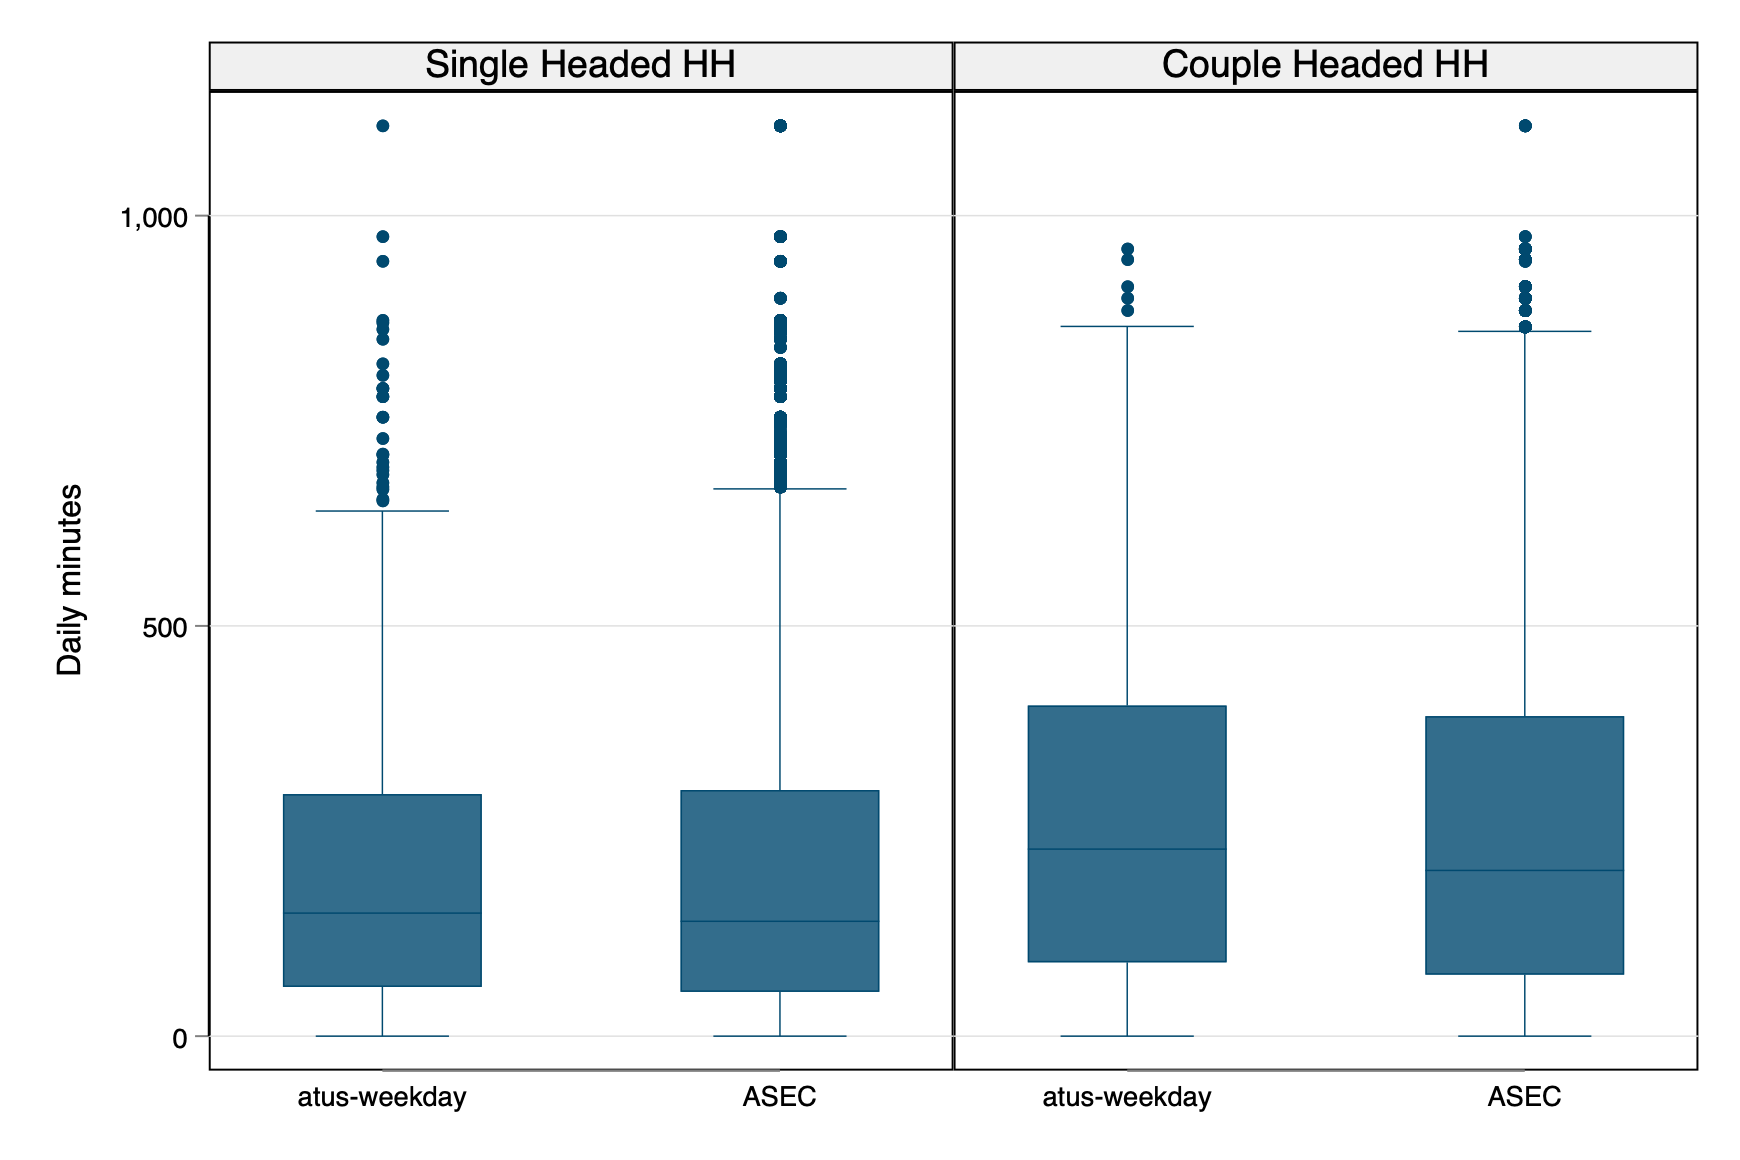 Single Headed HH
Couple Headed HH
Daily minutes
1,000
500
0
atus-weekday
ASEC
atus-weekday
ASEC